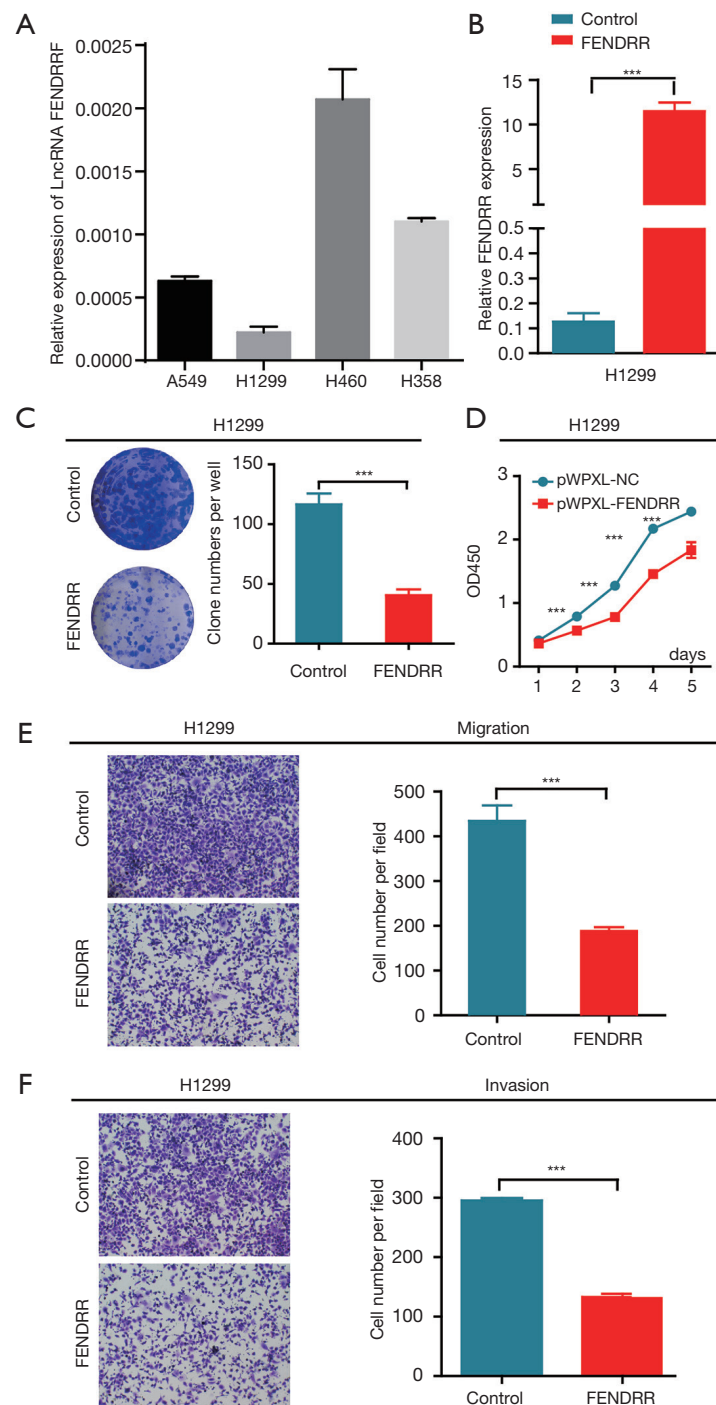 A
Relative expression of LncRNA FENDRRF
0.0025
0.0020
0.0015
0.0010
0.0005
0.0000
A549
H1299
H460
H358
B
Control
FENDRR
Relative FENDRR expression
15
10
5
0.5
0.4
0.3
0.2
0.1
0.0
***
H1299
C
H1299
Control
FENDRR
Clone numbers per well
150
100
50
0
***
Control
FENDRR
D
H1299
pWPXL-NC
pWPXL-FENDRR
OD450
3
2
1
0
***
***
***
***
days
1
2
3
4
5
E
H1299
Migration
Control
FENDRR
Cell number per field
500
400
300
200
100
0
***
Control
FENDRR
F
H1299
Invasion
Control
FENDRR
Cell number per field
400
300
200
100
0
***
Control
FENDRR